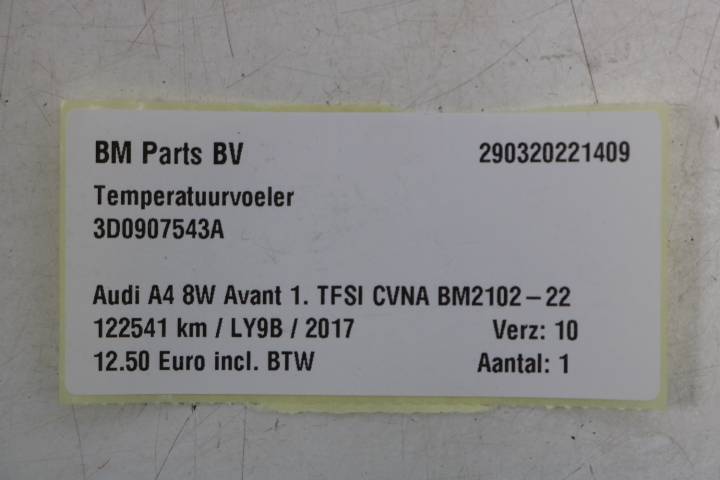 BM Parts BV 290320221409
Temperatuurvoeler
3D0907543A
Audi A4 8W Avant 1. TFSI CVNA BM2102-22
122541 km / LY9B / 2017 Verz: 10
12.50 Euro incl. BTW Aantal: 1